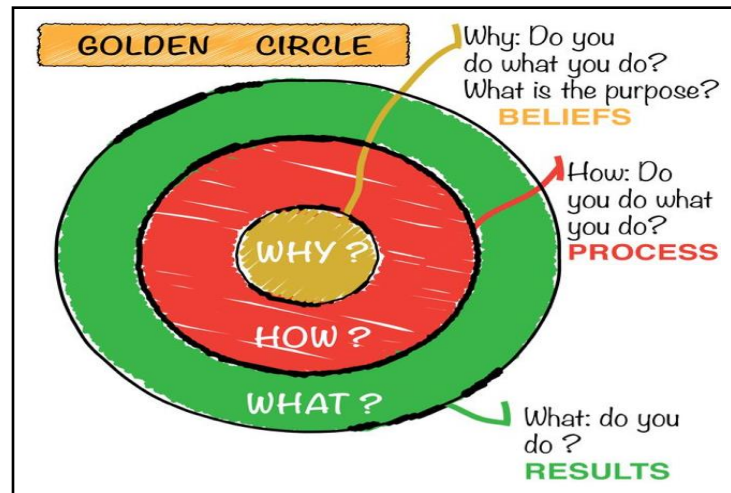 GOLDEN CIRCLE
Why: Do you
do what you do?
What is the purpose?
BELIEFS
How: Do
you do what
you do?
PROCESS
WHY ?
HOW ?
WHAT ?
What: do you
do ?
RESULTS